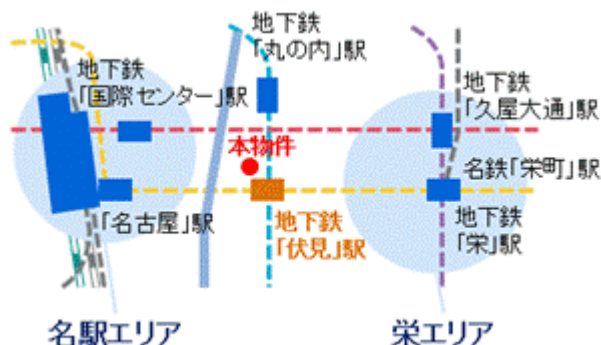 地下鉄
「丸の内」駅
地下鉄
「国際センター」駅
地下鉄
「久屋大通」駅
本物件
名鉄「栄町」駅
「名古屋」駅
地下鉄
「伏見」駅
地下鉄
「栄」駅
名駅エリア
栄エリア